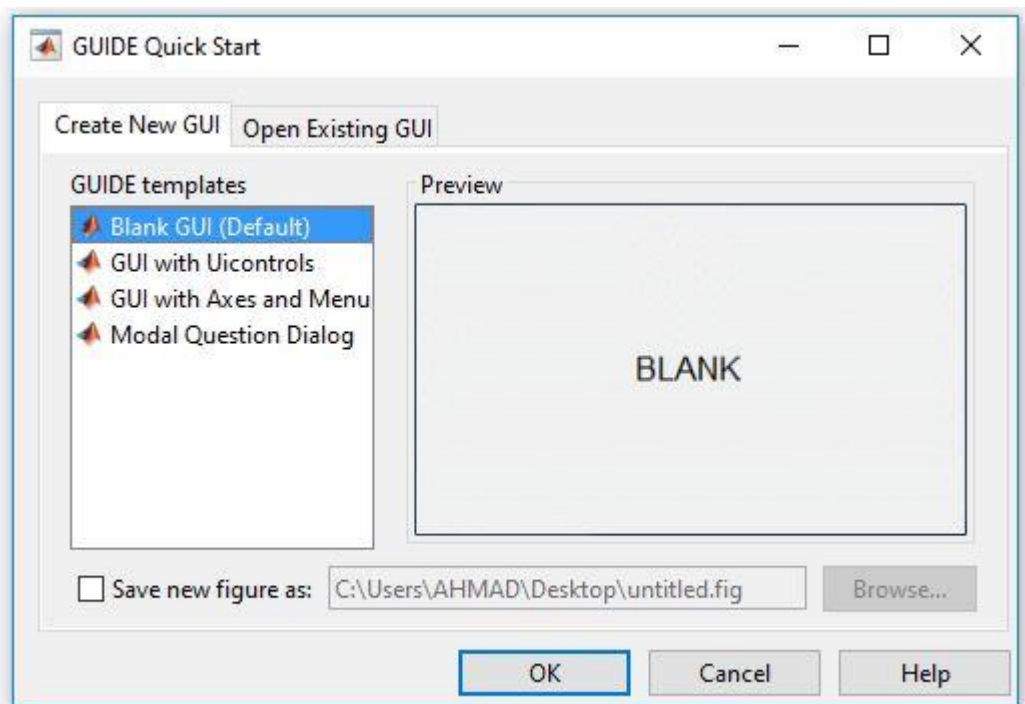 GUIDE Quick Start
Create New GUI
Open Existing GUI
GUIDE templates
Blank GUI (Default)
GUI with Uicontrols
GUI with Axes and Menu
Modal Question Dialog
Preview
BLANK
Save new figure as:
C:\Users\AHMAD\Desktop\untitled.fig
Browse...
OK
Cancel
Help